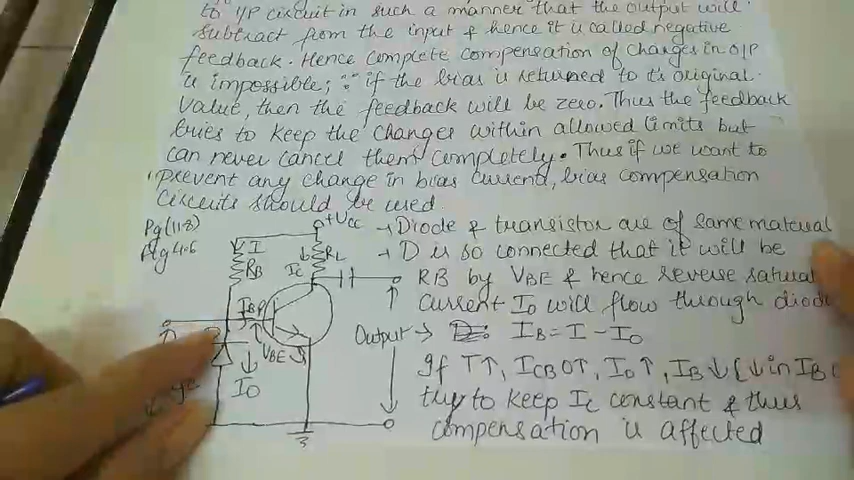 to I/P circuit in such a manner that the output will
subtract from the input & hence it is called negative
feedback. Hence complete compensation of changes in O/P
is impossible; ∵ if the bias is returned to it's original
value, then the feedback will be zero. Thus the feedback
tries to keep the changes within allowed limits but
can never cancel them completely. Thus if we want to
prevent any change in bias current, bias compensation
circuits should be used
Pg(118)
Fig 4.6
+VCC
I
RB
RL
IC
IB
VBE
IO
Output
→ Diode & transistor are of same material
→ D is so connected that it will be
RB by VBE & hence reverse saturat
current IO will flow through diode
→ IB = I - IO
If T↑, ICBO↑, IO↑, IB↓ [↓ in IB
try to keep IC constant & thus
compensation is affected